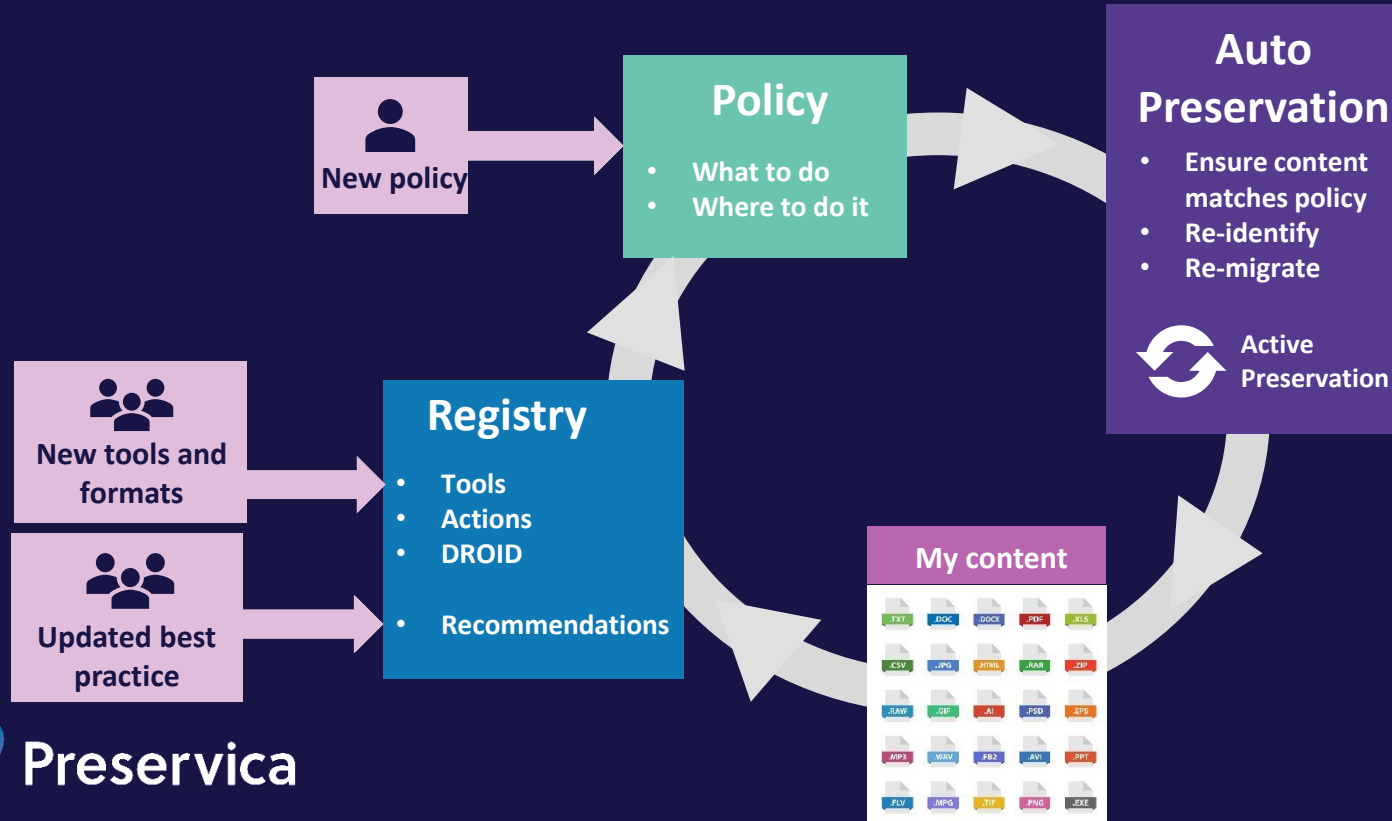 New policy
Policy
• What to do
• Where to do it
Auto
Preservation
• Ensure content
matches policy
• Re-identify
• Re-migrate
Active
Preservation
New tools and
formats
Updated best
practice
Registry
• Tools
• Actions
• DROID
• Recommendations
My content
.TXT .DOC .DOCX .PDF .XLS
.CSV .JPG .HTML .RAR .ZIP
.RAW .GIF .AI .PSD .EPS
.MP3 .WAV .FB2 .AVI .PPT
.FLV .MPG .TIF .PNG .EXE
Preservica